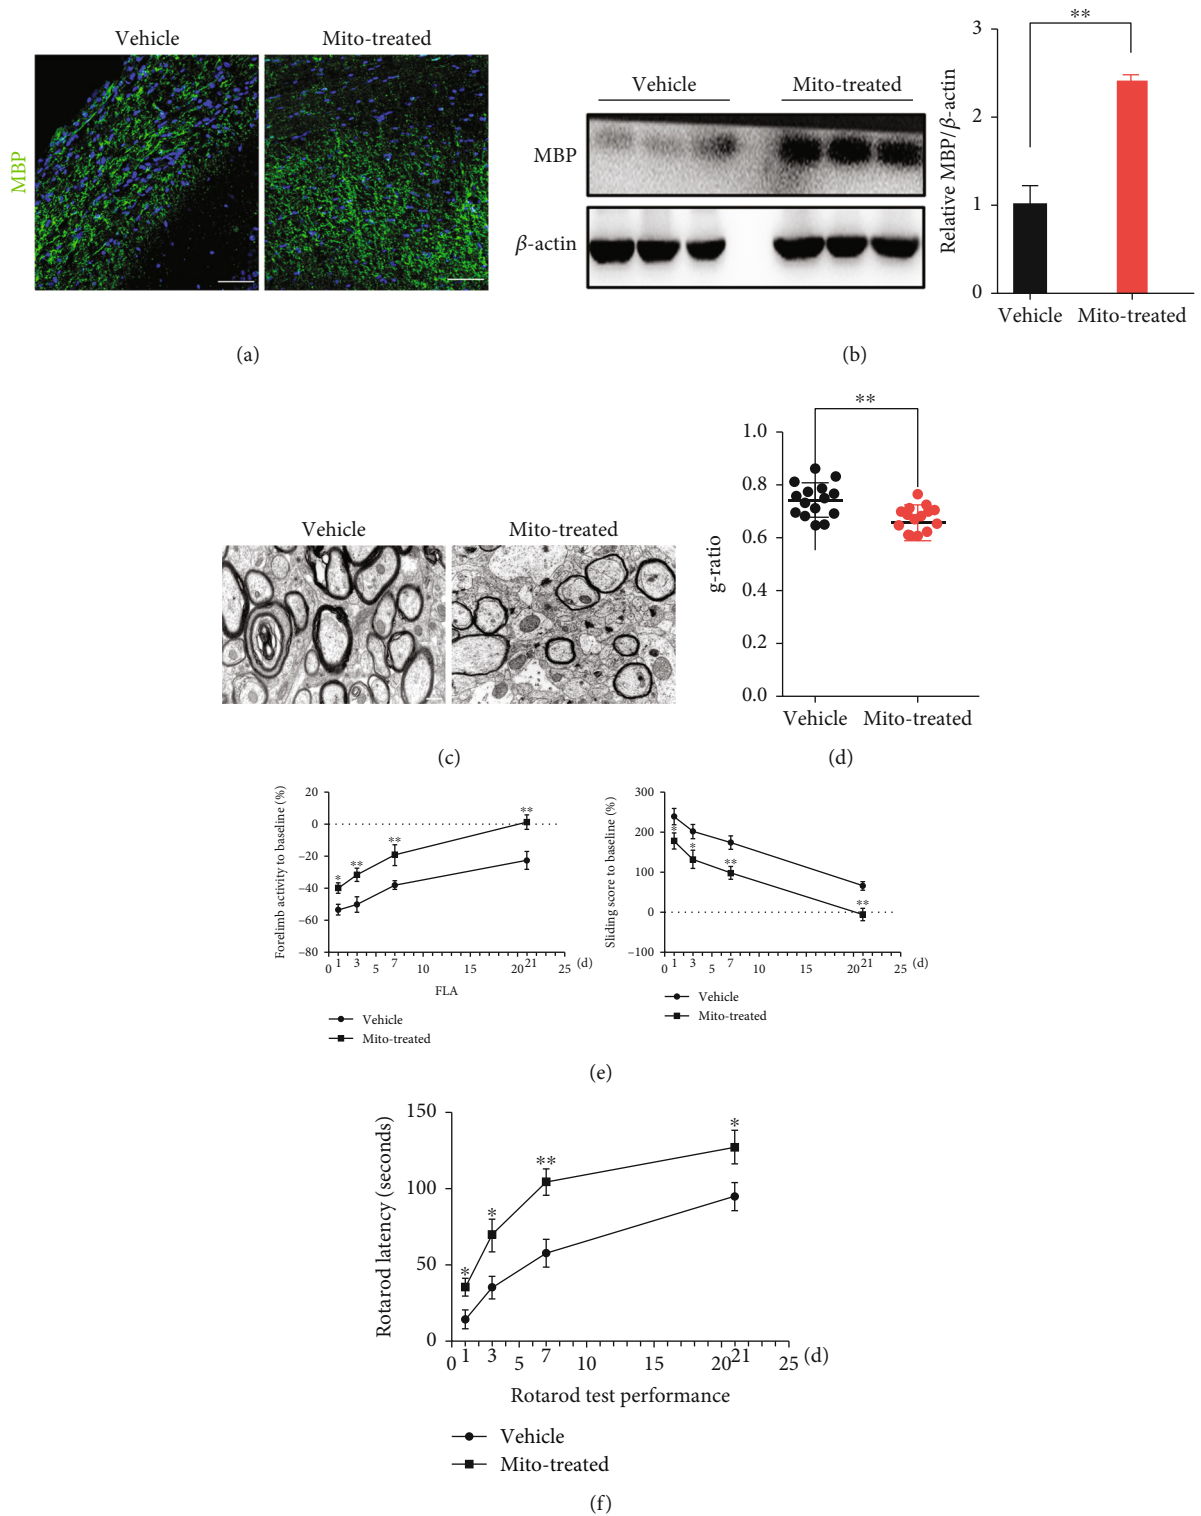 Vehicle
Mito-treated
MBP
(a)
Vehicle
Mito-treated
MBP
β-actin
**
Relative MBP/β-actin
3
2
1
0
Vehicle
Mito-treated
(b)
Vehicle
Mito-treated
(c)
**
g-ratio
1.0
0.8
0.6
0.4
0.2
0.0
Vehicle
Mito-treated
(d)
Forelimb activity to baseline (%)
20
0
−20
−40
−60
−80
*
**
**
**
0 1 3 5 7 10 15 20 21 25 (d)
FLA
Vehicle
Mito-treated
Sliding score to baseline (%)
300
200
100
0
−100
*
*
**
**
0 1 3 5 7 10 15 20 21 25 (d)
Vehicle
Mito-treated
(e)
Rotarod latency (seconds)
150
100
50
0
*
*
**
*
0 1 3 5 7 10 15 20 21 25 (d)
Rotarod test performance
Vehicle
Mito-treated
(f)